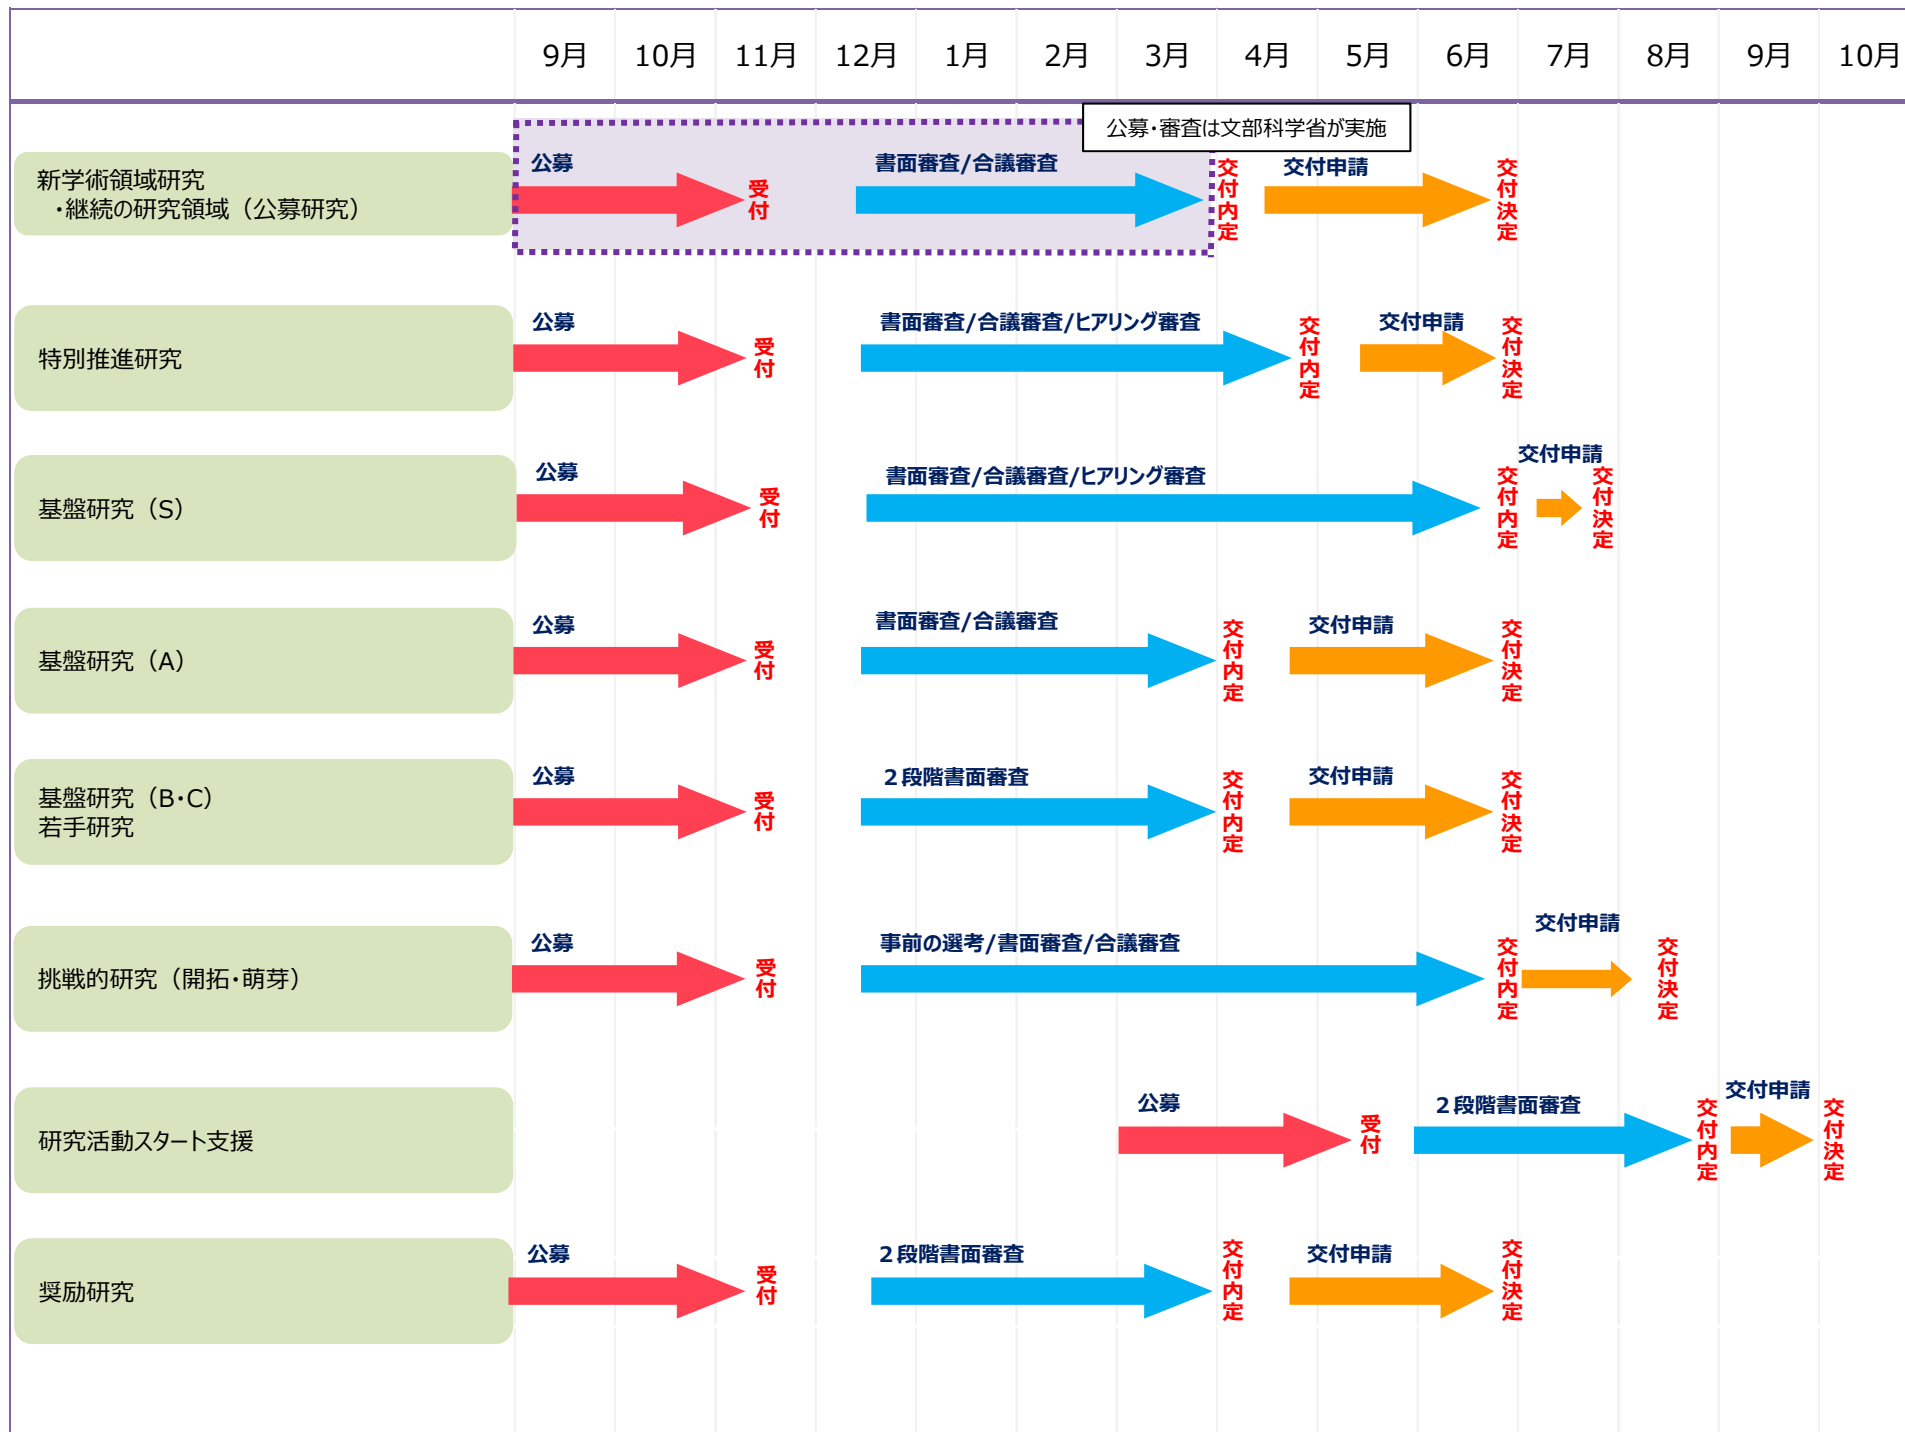 9月 10月 11月 12月 1月 2月 3月 4月 5月 6月 7月 8月 9月 10月
公募・審査は文部科学省が実施
新学術領域研究
・継続の研究領域（公募研究）
公募
受付
書面審査/合議審査
交付内定
交付申請
交付決定
特別推進研究
公募
受付
書面審査/合議審査/ヒアリング審査
交付内定
交付申請
交付決定
基盤研究（S）
公募
受付
書面審査/合議審査/ヒアリング審査
交付内定
交付申請
交付決定
基盤研究（A）
公募
受付
書面審査/合議審査
交付内定
交付申請
交付決定
基盤研究（B・C）
若手研究
公募
受付
２段階書面審査
交付内定
交付申請
交付決定
挑戦的研究（開拓・萌芽）
公募
受付
事前の選考/書面審査/合議審査
交付内定
交付申請
交付決定
研究活動スタート支援
公募
受付
２段階書面審査
交付内定
交付申請
交付決定
奨励研究
公募
受付
２段階書面審査
交付内定
交付申請
交付決定